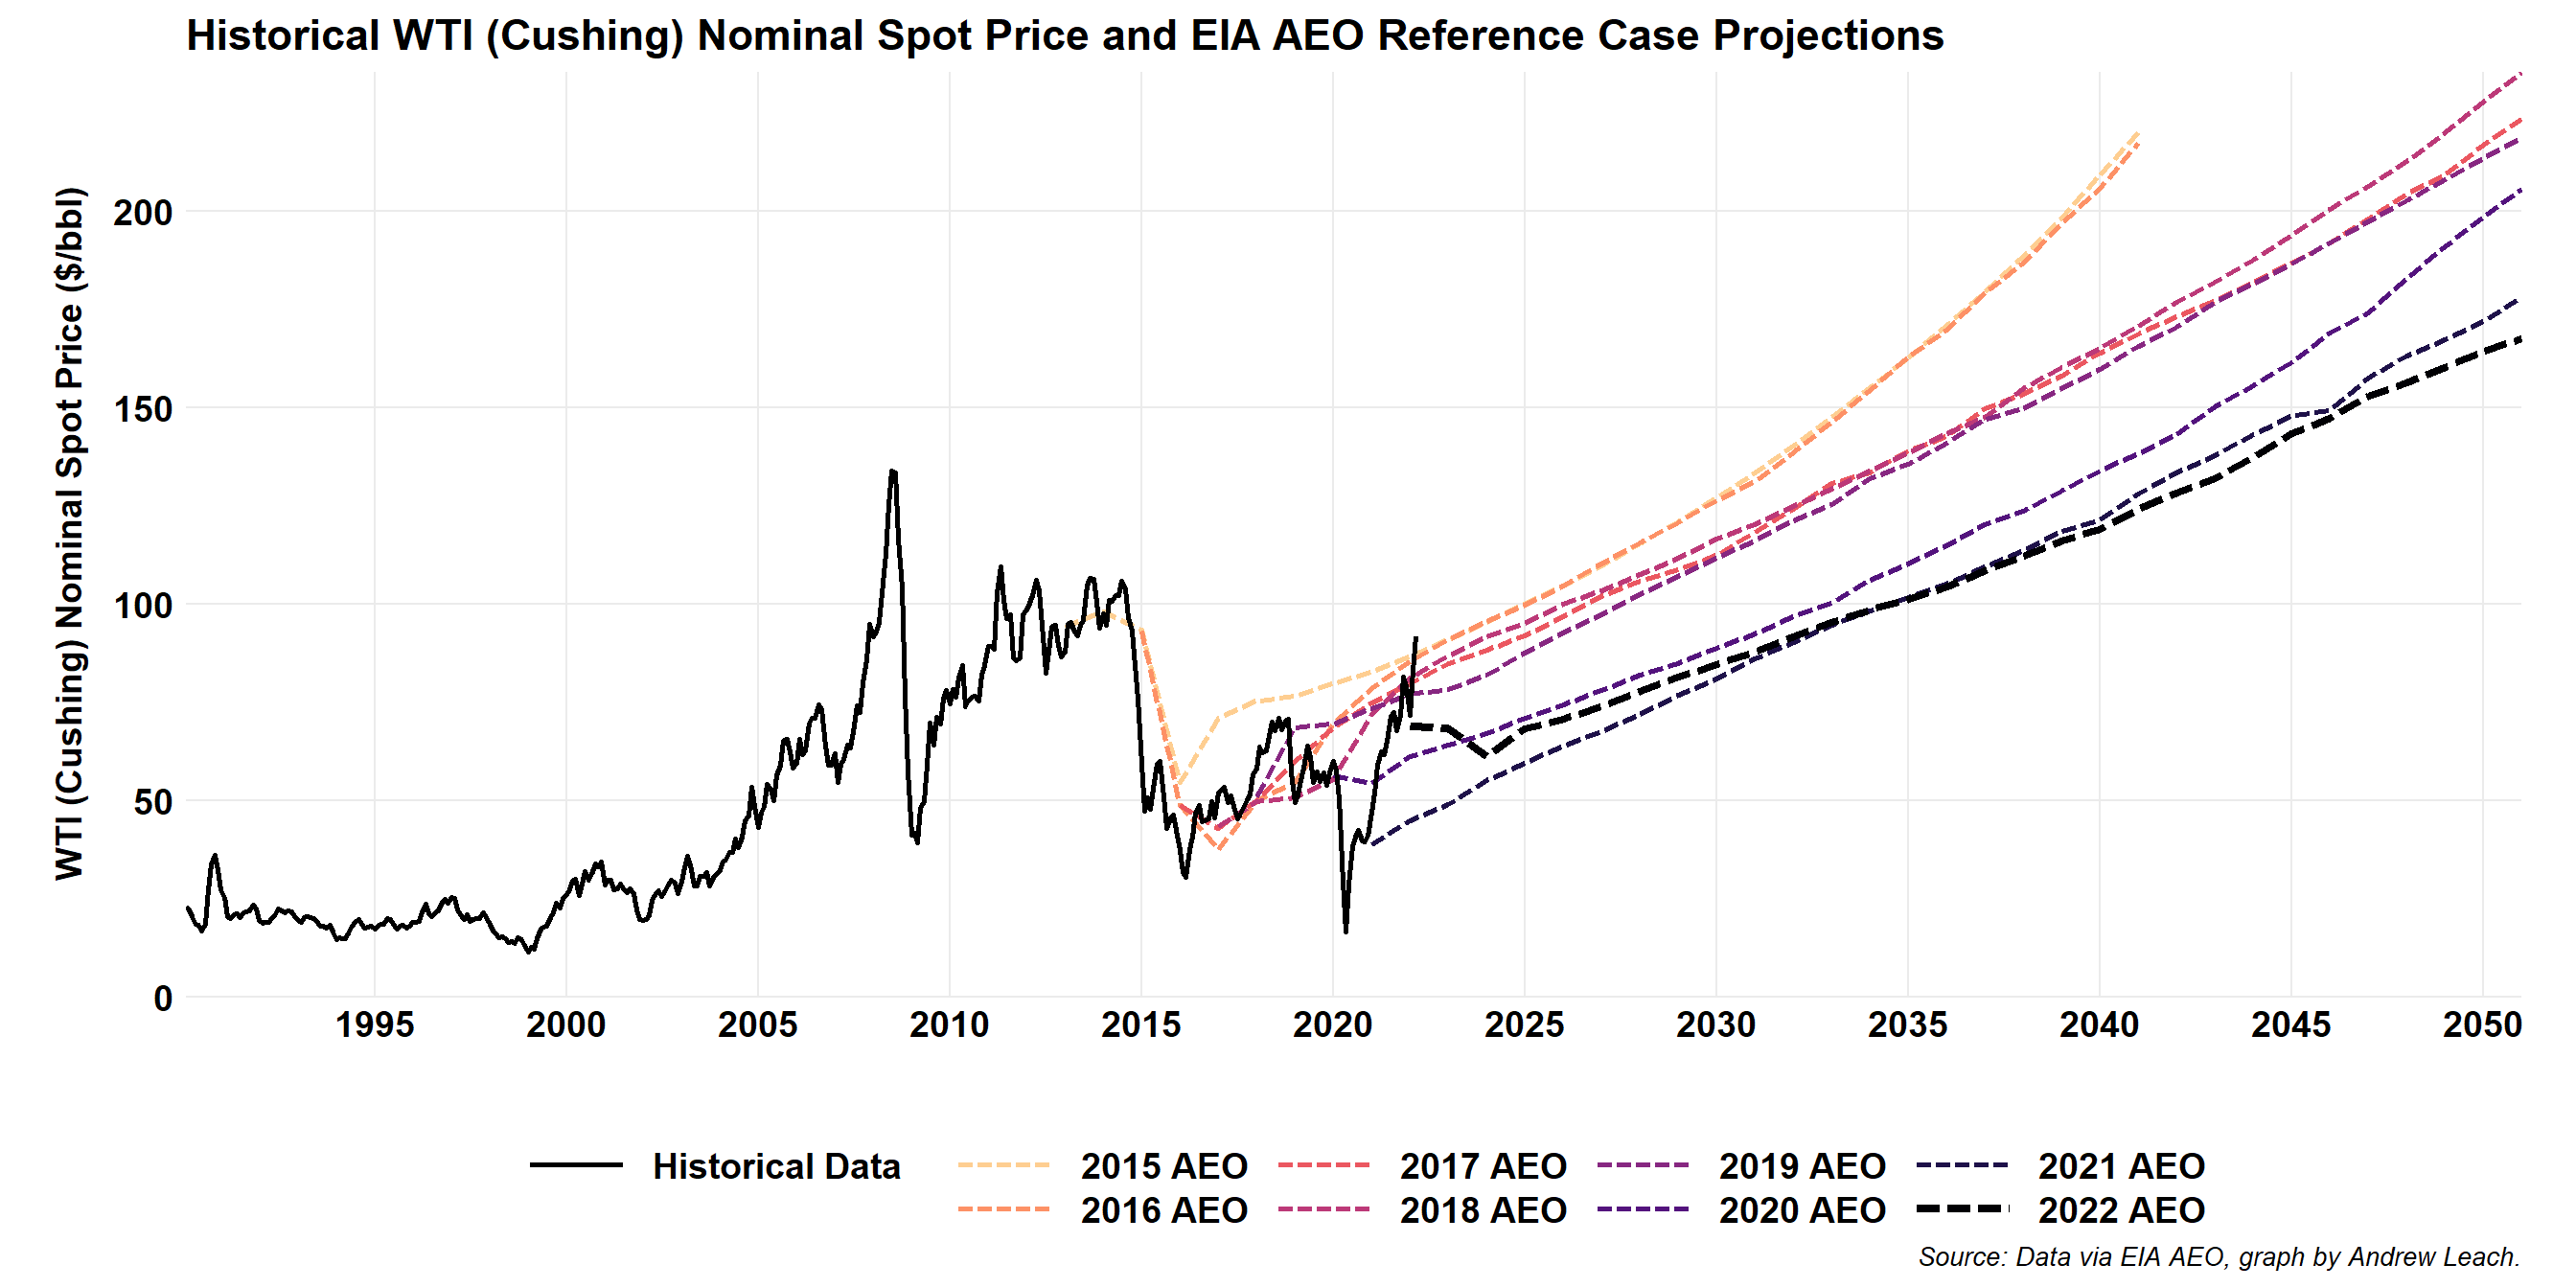 Historical WTI (Cushing) Nominal Spot Price and EIA AEO Reference Case Projections
WTI (Cushing) Nominal Spot Price ($/bbl)
200
150
100
50
0
1995 2000 2005 2010 2015 2020 2025 2030 2035 2040 2045 2050
Historical Data 2015 AEO 2017 AEO 2019 AEO 2021 AEO
2016 AEO 2018 AEO 2020 AEO 2022 AEO
Source: Data via EIA AEO, graph by Andrew Leach.